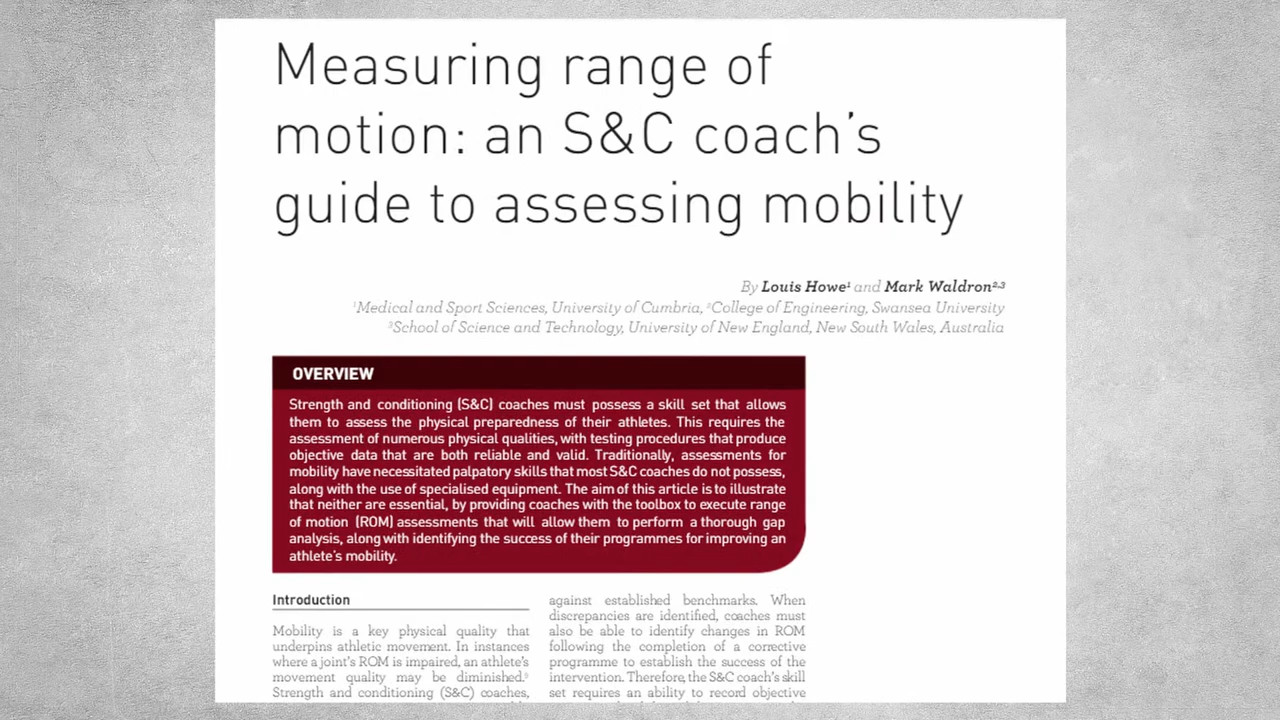 Measuring range of
motion: an S&C coach's
guide to assessing mobility
By Louis Howe¹ and Mark Waldron²,³
¹Medical and Sport Sciences, University of Cumbria, ²College of Engineering, Swansea University
³School of Science and Technology, University of New England, New South Wales, Australia
OVERVIEW
Strength and conditioning (S&C) coaches must possess a skill set that allows
them to assess the physical preparedness of their athletes. This requires the
assessment of numerous physical qualities, with testing procedures that produce
objective data that are both reliable and valid. Traditionally, assessments for
mobility have necessitated palpatory skills that most S&C coaches do not possess,
along with the use of specialised equipment. The aim of this article is to illustrate
that neither are essential, by providing coaches with the toolbox to execute range
of motion (ROM) assessments that will allow them to perform a thorough gap
analysis, along with identifying the success of their programmes for improving an
athlete's mobility.
Introduction
Mobility is a key physical quality that
underpins athletic movement. In instances
where a joint's ROM is impaired, an athlete's
movement quality may be diminished.⁹
Strength and conditioning (S&C) coaches,
against established benchmarks. When
discrepancies are identified, coaches must
also be able to identify changes in ROM
following the completion of a corrective
programme to establish the success of the
intervention. Therefore, the S&C coach's skill
set requires an ability to record objective